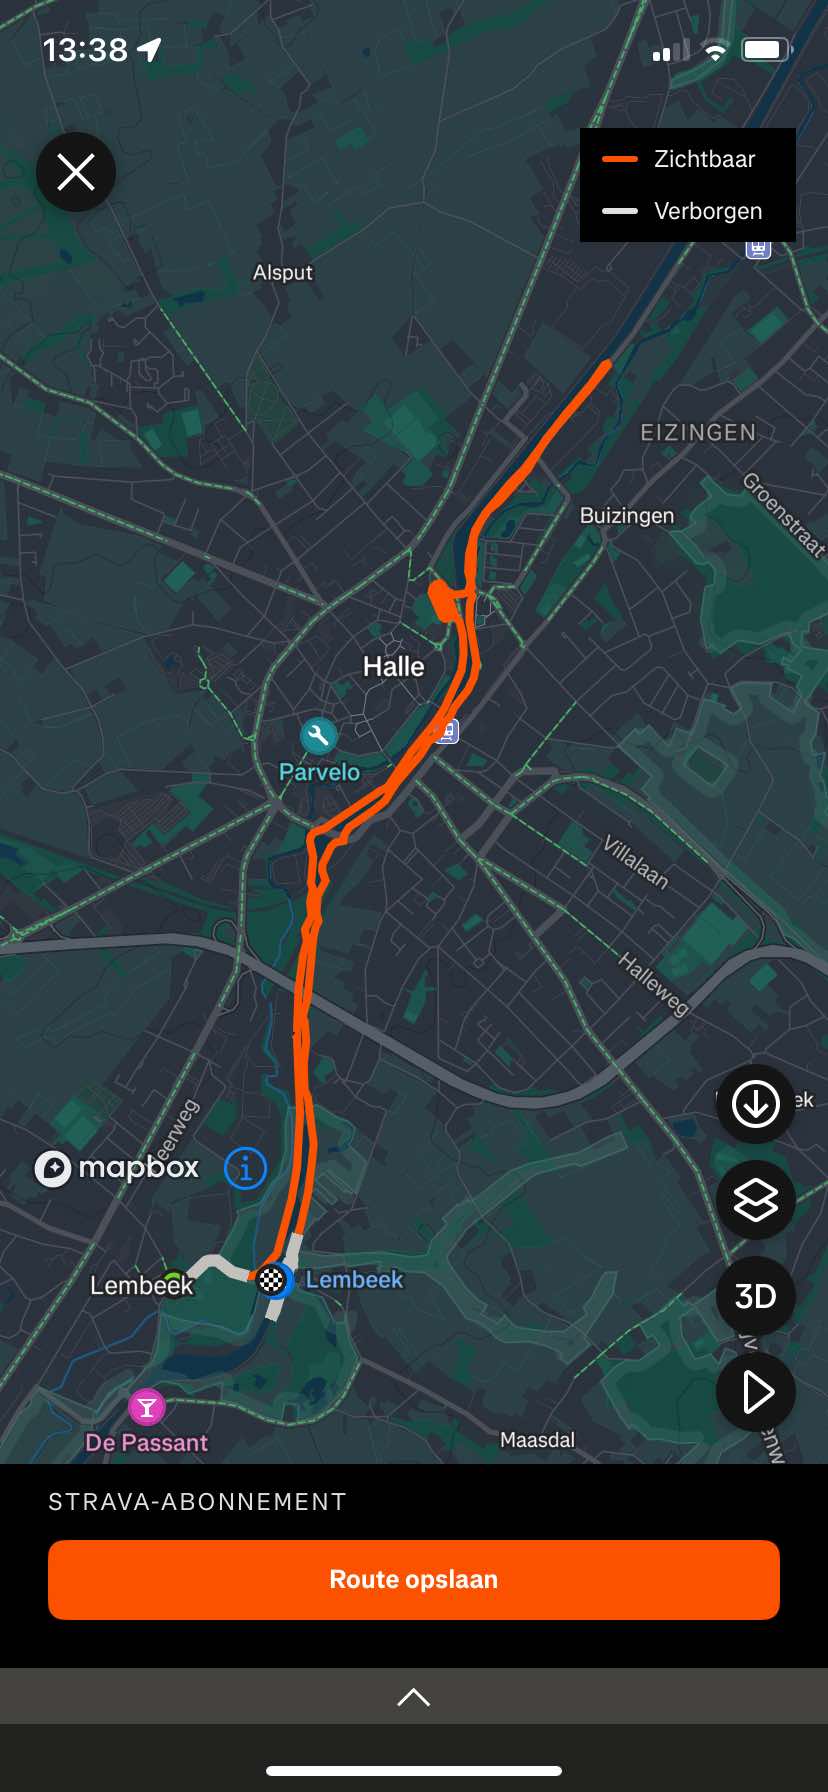 13:38
Zichtbaar
Verborgen
Alsput
EIZINGEN
Groenstraat
Buizingen
Halle
Parvelo
Villalaan
Halleweg
ek
eerweg
mapbox
Lembeek
Lembeek
3D
De Passant
Maasdal
STRAVA-ABONNEMENT
Route opslaan